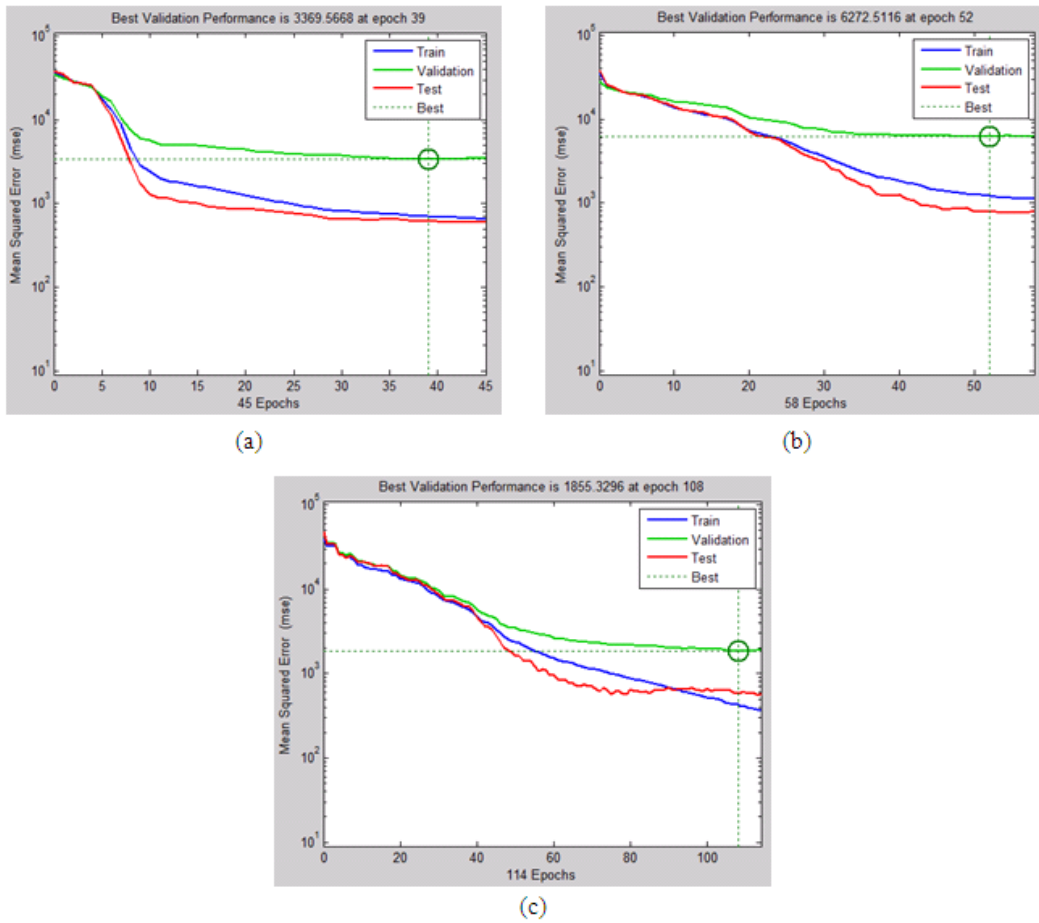 Best Validation Performance is 3369.5668 at epoch 39
10^5
10^4
10^3
10^2
10^1
Mean Squared Error (mse)
Train
Validation
Test
Best
0 5 10 15 20 25 30 35 40 45
45 Epochs
(a)
Best Validation Performance is 6272.5116 at epoch 52
10^5
10^4
10^3
10^2
10^1
Mean Squared Error (mse)
Train
Validation
Test
Best
0 10 20 30 40 50
58 Epochs
(b)
Best Validation Performance is 1855.3296 at epoch 108
10^5
10^4
10^3
10^2
10^1
Mean Squared Error (mse)
Train
Validation
Test
Best
0 20 40 60 80 100
114 Epochs
(c)